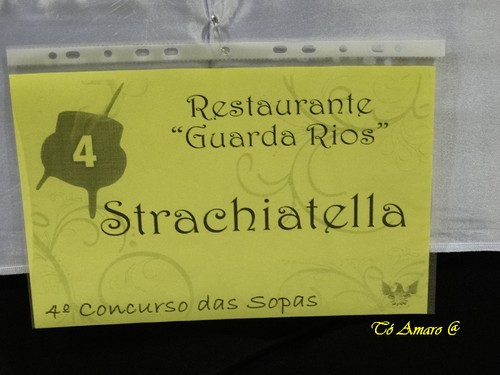 4
Restaurante
“Guarda Rios”
Strachiatella
4º Concurso das Sopas
Tó Amaro @